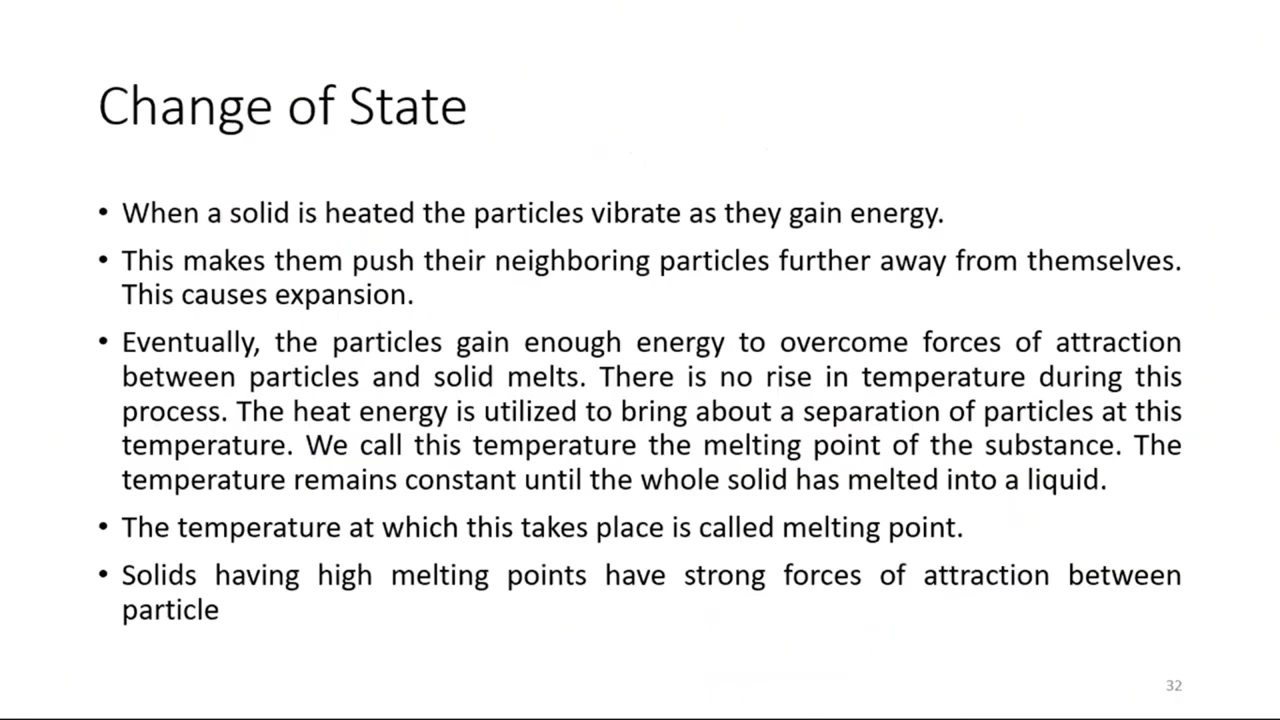 Change of State
• When a solid is heated the particles vibrate as they gain energy.
• This makes them push their neighboring particles further away from themselves.
This causes expansion.
• Eventually, the particles gain enough energy to overcome forces of attraction
between particles and solid melts. There is no rise in temperature during this
process. The heat energy is utilized to bring about a separation of particles at this
temperature. We call this temperature the melting point of the substance. The
temperature remains constant until the whole solid has melted into a liquid.
• The temperature at which this takes place is called melting point.
• Solids having high melting points have strong forces of attraction between
particle
32